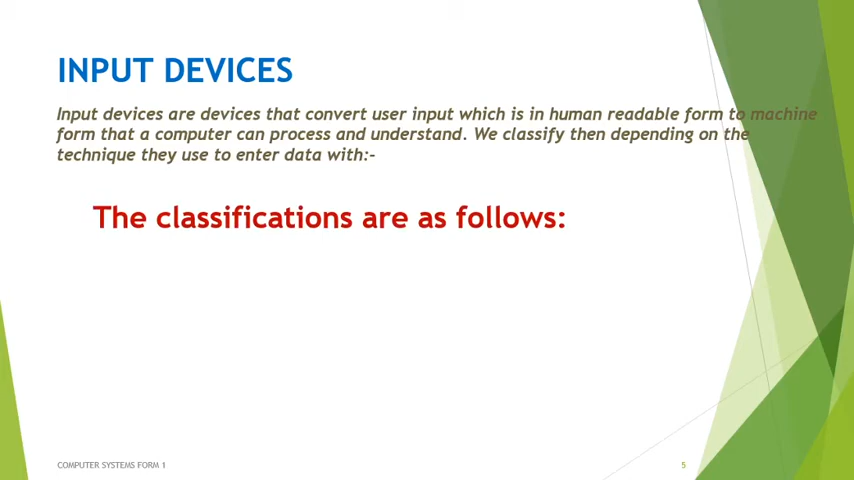 INPUT DEVICES
Input devices are devices that convert user input which is in human readable form to machine
form that a computer can process and understand. We classify then depending on the
technique they use to enter data with:-
The classifications are as follows:
COMPUTER SYSTEMS FORM 1
5